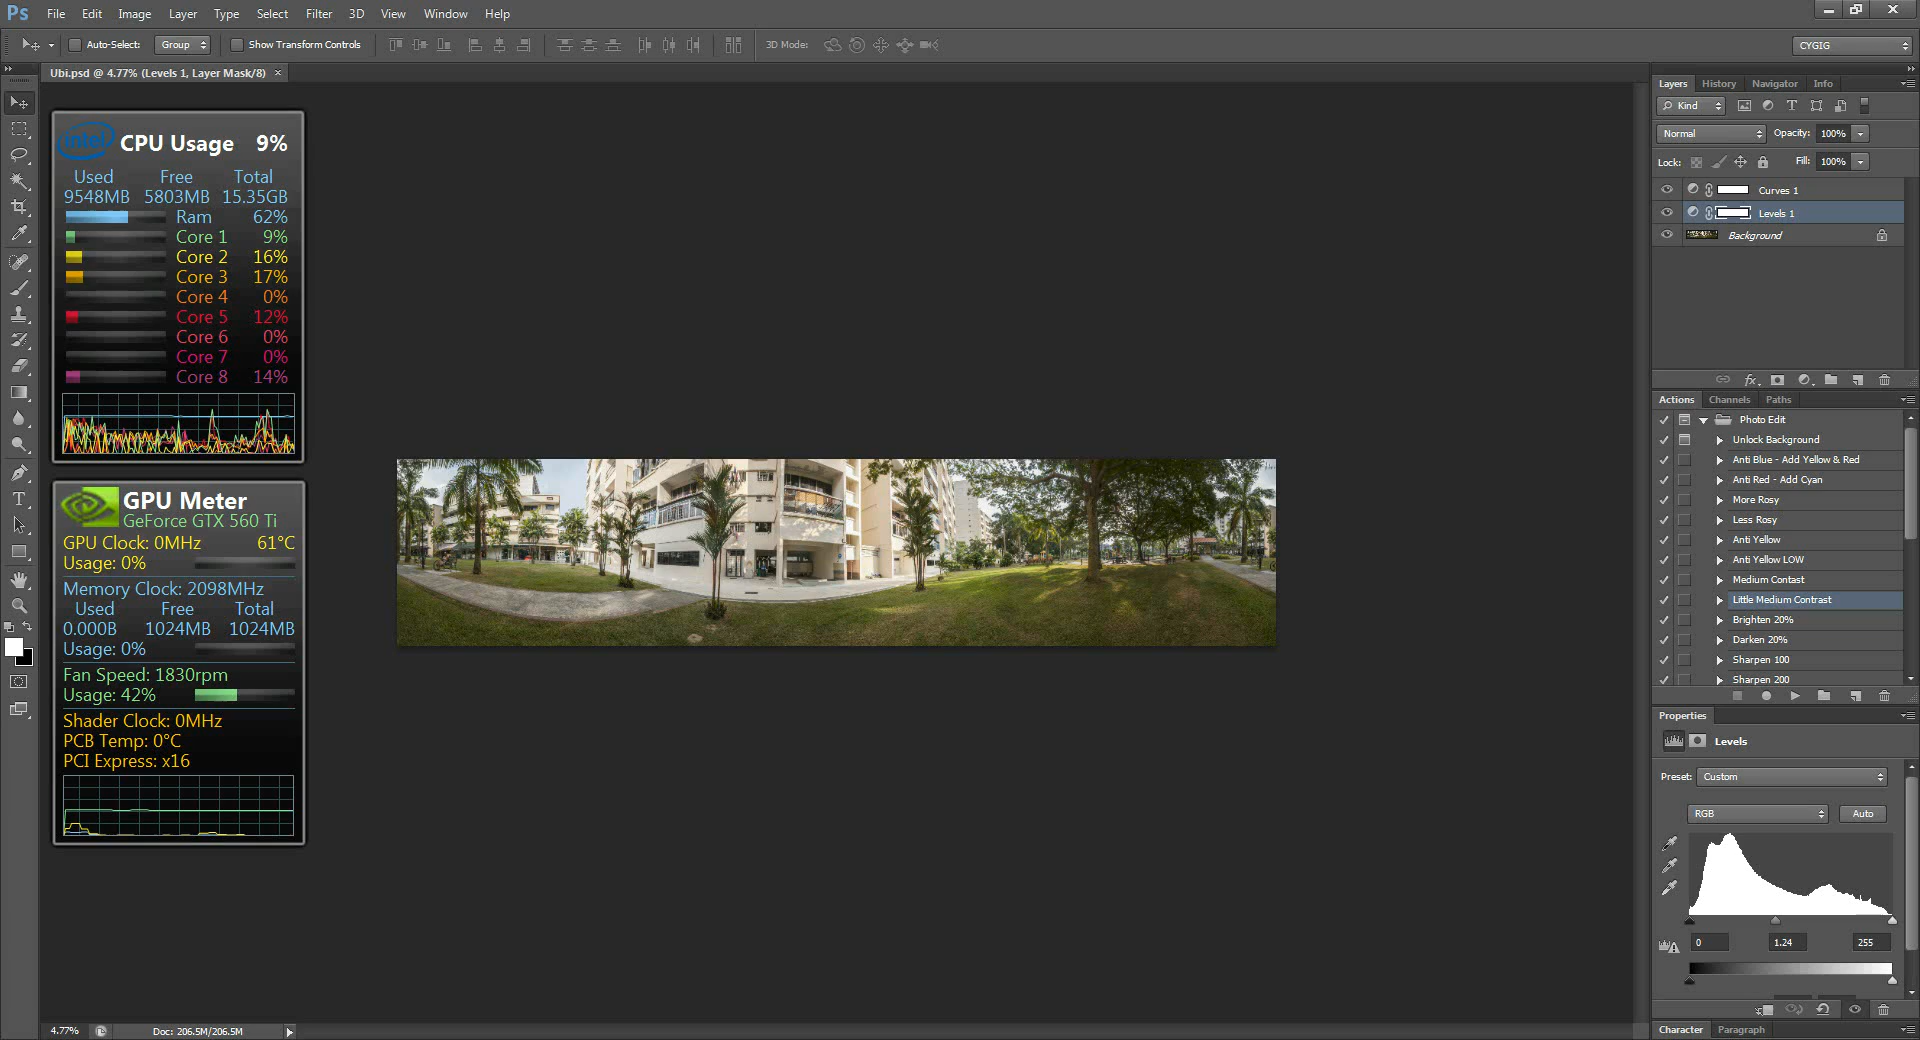 Ps File Edit Image Layer Type Select Filter 3D View Window Help
Auto-Select: Group Show Transform Controls 3D Mode: CYGIG
Ubi.psd @ 4.77% (Levels 1, Layer Mask/8) ×
intel CPU Usage 9%
Used Free Total
9548MB 5803MB 15.35GB
Ram 62%
Core 1 9%
Core 2 16%
Core 3 17%
Core 4 0%
Core 5 12%
Core 6 0%
Core 7 0%
Core 8 14%
GPU Meter
GeForce GTX 560 Ti
GPU Clock: 0MHz 61°C
Usage: 0%
Memory Clock: 2098MHz
Used Free Total
0.000B 1024MB 1024MB
Usage: 0%
Fan Speed: 1830rpm
Usage: 42%
Shader Clock: 0MHz
PCB Temp: 0°C
PCI Express: x16
4.77% Doc: 206.5M/206.5M
Layers History Navigator Info
Kind
Normal Opacity: 100%
Lock: Fill: 100%
Curves 1
Levels 1
Background
Actions Channels Paths
Photo Edit
Unlock Background
Anti Blue - Add Yellow & Red
Anti Red - Add Cyan
More Rosy
Less Rosy
Anti Yellow
Anti Yellow LOW
Medium Contast
Little Medium Contrast
Brighten 20%
Darken 20%
Sharpen 100
Sharpen 200
Properties
Levels
Preset: Custom
RGB Auto
0 1.24 255
Character Paragraph